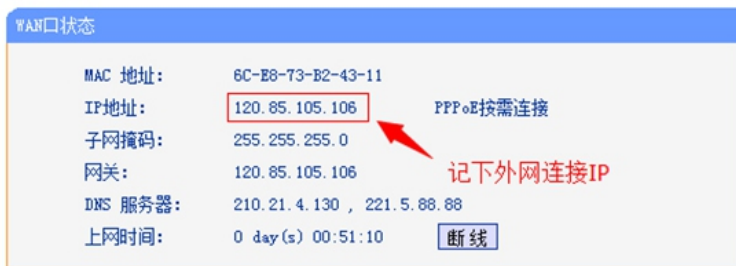 WAN口状态
MAC 地址: 6C-E8-73-B2-43-11
IP地址: 120.85.105.106 PPPoE按需连接
子网掩码: 255.255.255.0
网关: 120.85.105.106 记下外网连接IP
DNS 服务器: 210.21.4.130 , 221.5.88.88
上网时间: 0 day(s) 00:51:10 断线